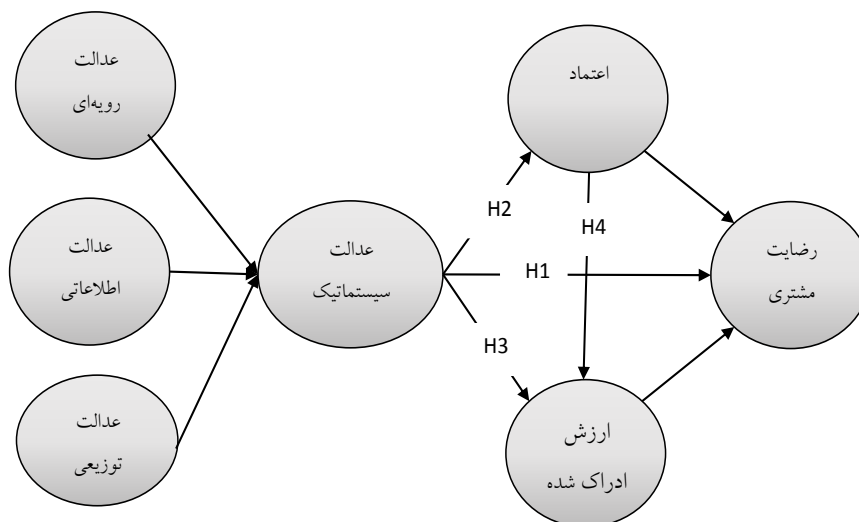 عدالت
رویه‌ای
عدالت
اطلاعاتی
عدالت
توزیعی
عدالت
سیستماتیک
اعتماد
ارزش
ادراک شده
رضایت
مشتری
H2
H4
H1
H3